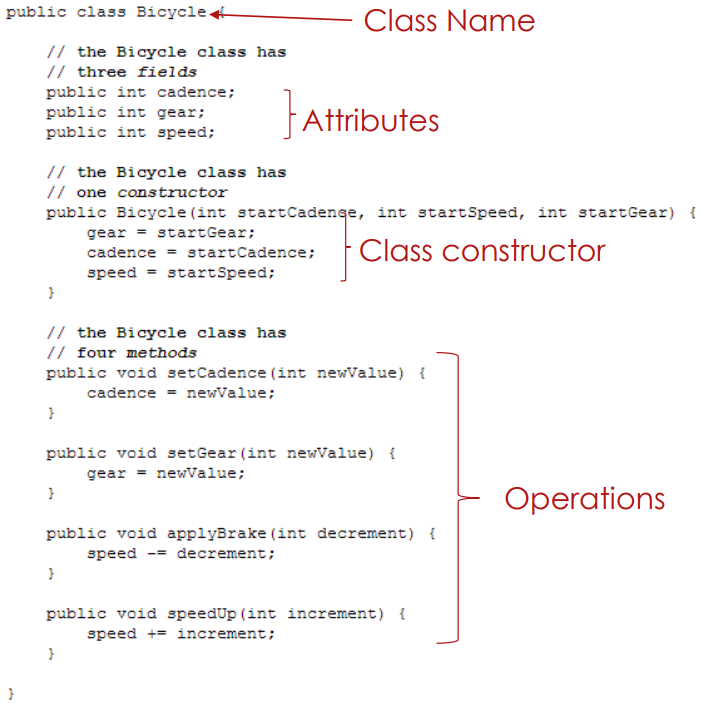 public class Bicycle {
Class Name
// the Bicycle class has
// three fields
public int cadence;
public int gear;
public int speed;
Attributes
// the Bicycle class has
// one constructor
public Bicycle(int startCadence, int startSpeed, int startGear) {
gear = startGear;
cadence = startCadence;
speed = startSpeed;
}
Class constructor
// the Bicycle class has
// four methods
public void setCadence(int newValue) {
cadence = newValue;
}
public void setGear(int newValue) {
gear = newValue;
}
Operations
public void applyBrake(int decrement) {
speed -= decrement;
}
public void speedUp(int increment) {
speed += increment;
}
}